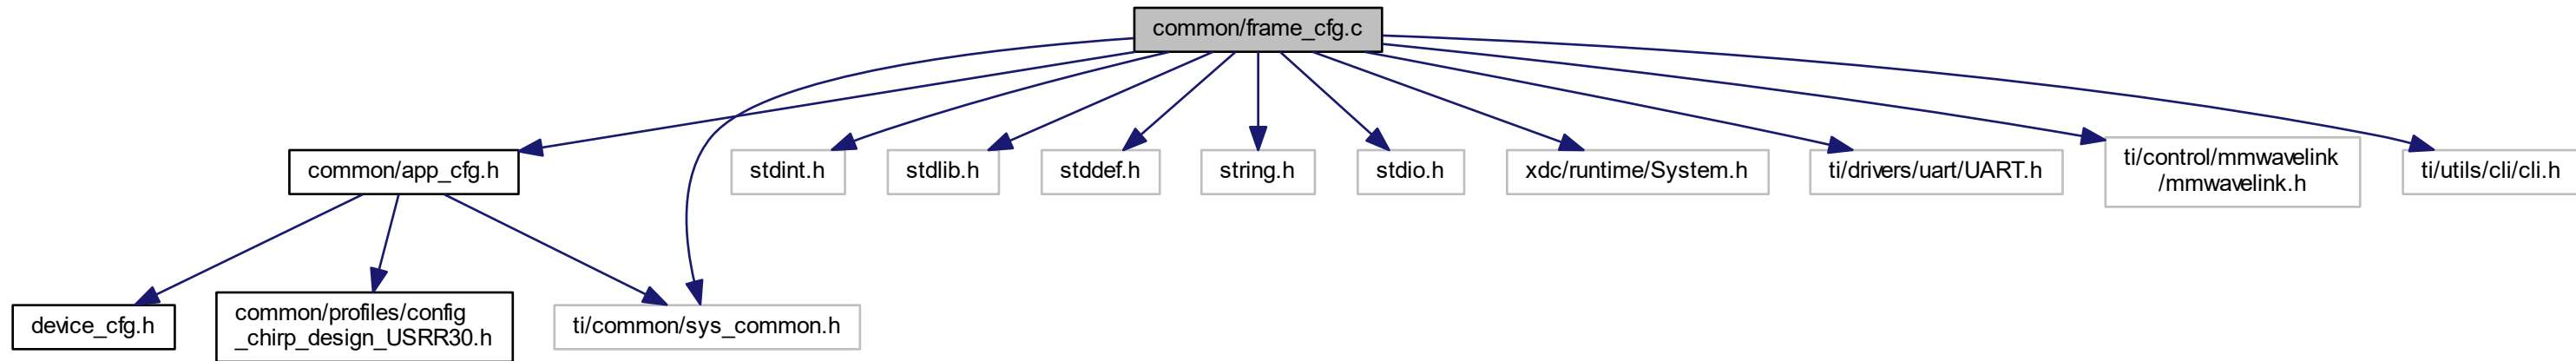 common/frame_cfg.c
common/app_cfg.h
stdint.h
stdlib.h
stddef.h
string.h
stdio.h
xdc/runtime/System.h
ti/drivers/uart/UART.h
ti/control/mmwavelink
/mmwavelink.h
ti/utils/cli/cli.h
device_cfg.h
common/profiles/config
_chirp_design_USRR30.h
ti/common/sys_common.h